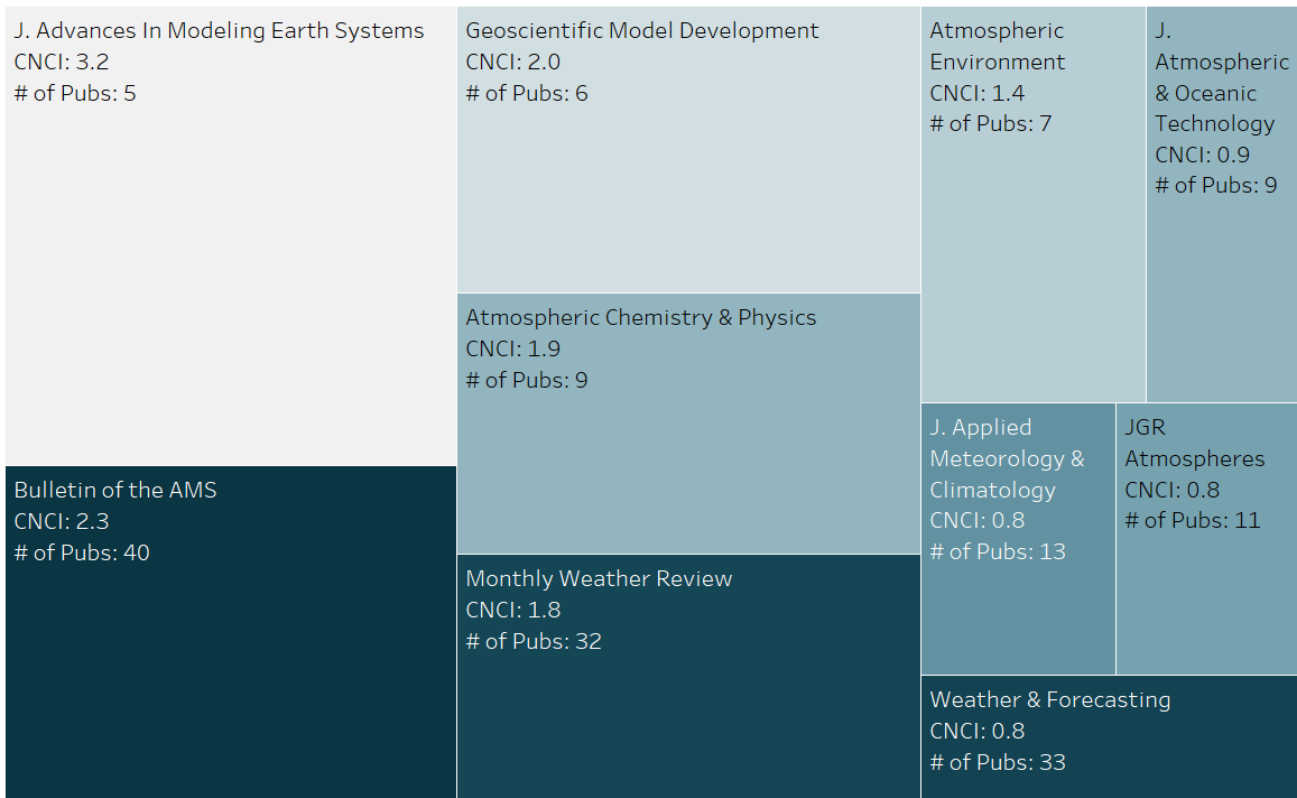 J. Advances In Modeling Earth Systems
CNCI: 3.2
# of Pubs: 5
Bulletin of the AMS
CNCI: 2.3
# of Pubs: 40
Geoscientific Model Development
CNCI: 2.0
# of Pubs: 6
Atmospheric Chemistry & Physics
CNCI: 1.9
# of Pubs: 9
Monthly Weather Review
CNCI: 1.8
# of Pubs: 32
Atmospheric
Environment
CNCI: 1.4
# of Pubs: 7
J.
Atmospheric
& Oceanic
Technology
CNCI: 0.9
# of Pubs: 9
J. Applied
Meteorology &
Climatology
CNCI: 0.8
# of Pubs: 13
JGR
Atmospheres
CNCI: 0.8
# of Pubs: 11
Weather & Forecasting
CNCI: 0.8
# of Pubs: 33